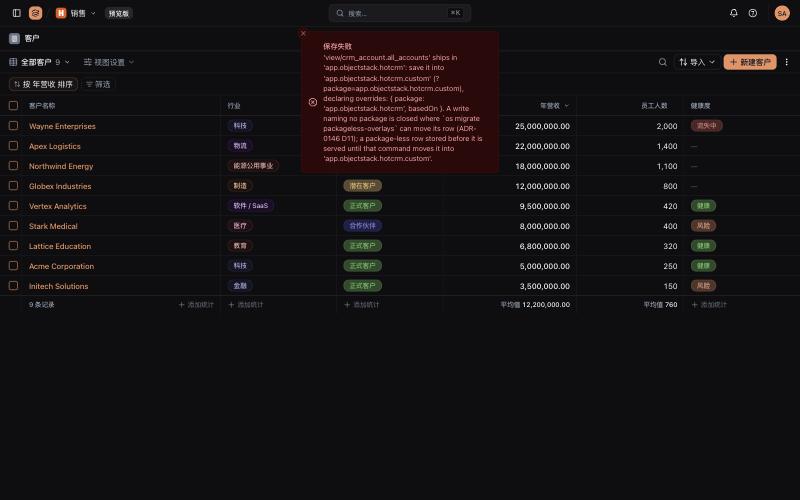 H 销售 预览版 搜索... ⌘K SA
客户
全部客户 9 视图设置 导入 + 新建客户
按 年营收 排序 筛选
保存失败
'view/crm_account.all_accounts' ships in
'app.objectstack.hotcrm': save it into
'app.objectstack.hotcrm.custom' (?
package=app.objectstack.hotcrm.custom),
declaring overrides: { package:
'app.objectstack.hotcrm', basedOn }. A write
naming no package is closed where `os migrate
packageless-overlays` can move its row (ADR-
0146 D11); a package-less row stored before it is
served until that command moves it into
'app.objectstack.hotcrm.custom'.
客户名称 行业 年营收 员工人数 健康度
Wayne Enterprises 科技 25,000,000.00 2,000 流失中
Apex Logistics 物流 22,000,000.00 1,400 —
Northwind Energy 能源公用事业 18,000,000.00 1,100 —
Globex Industries 制造 潜在客户 12,000,000.00 800 —
Vertex Analytics 软件 / SaaS 正式客户 9,500,000.00 420 健康
Stark Medical 医疗 合作伙伴 8,000,000.00 400 风险
Lattice Education 教育 正式客户 6,800,000.00 320 健康
Acme Corporation 科技 正式客户 5,000,000.00 250 健康
Initech Solutions 金融 正式客户 3,500,000.00 150 风险
9 条记录 + 添加统计 + 添加统计 + 添加统计 平均值 12,200,000.00 平均值 760 + 添加统计